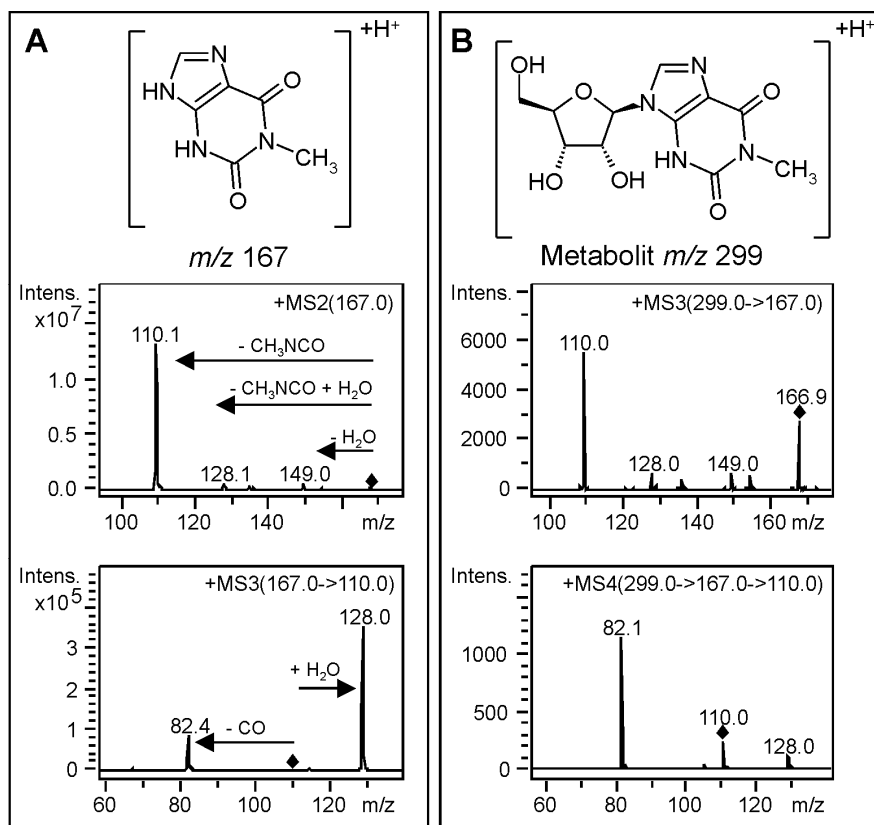 A
+H⁺
N
HN
O
HN
N
CH₃
O
m/z 167
Intens.
x10⁷
+MS2(167.0)
110.1
- CH₃NCO
- CH₃NCO + H₂O
- H₂O
1.0
0.5
0.0
128.1
149.0
100
120
140
m/z
Intens.
x10⁵
+MS3(167.0->110.0)
128.0
3
+ H₂O
2
82.4
- CO
1
0
60
80
100
120
m/z
B
+H⁺
OH
O
N
N
O
HO
OH
HN
N
CH₃
O
Metabolit m/z 299
Intens.
+MS3(299.0->167.0)
6000
110.0
4000
166.9
2000
128.0
149.0
0
100
120
140
160
m/z
Intens.
+MS4(299.0->167.0->110.0)
82.1
1000
500
110.0
128.0
0
60
80
100
120
m/z